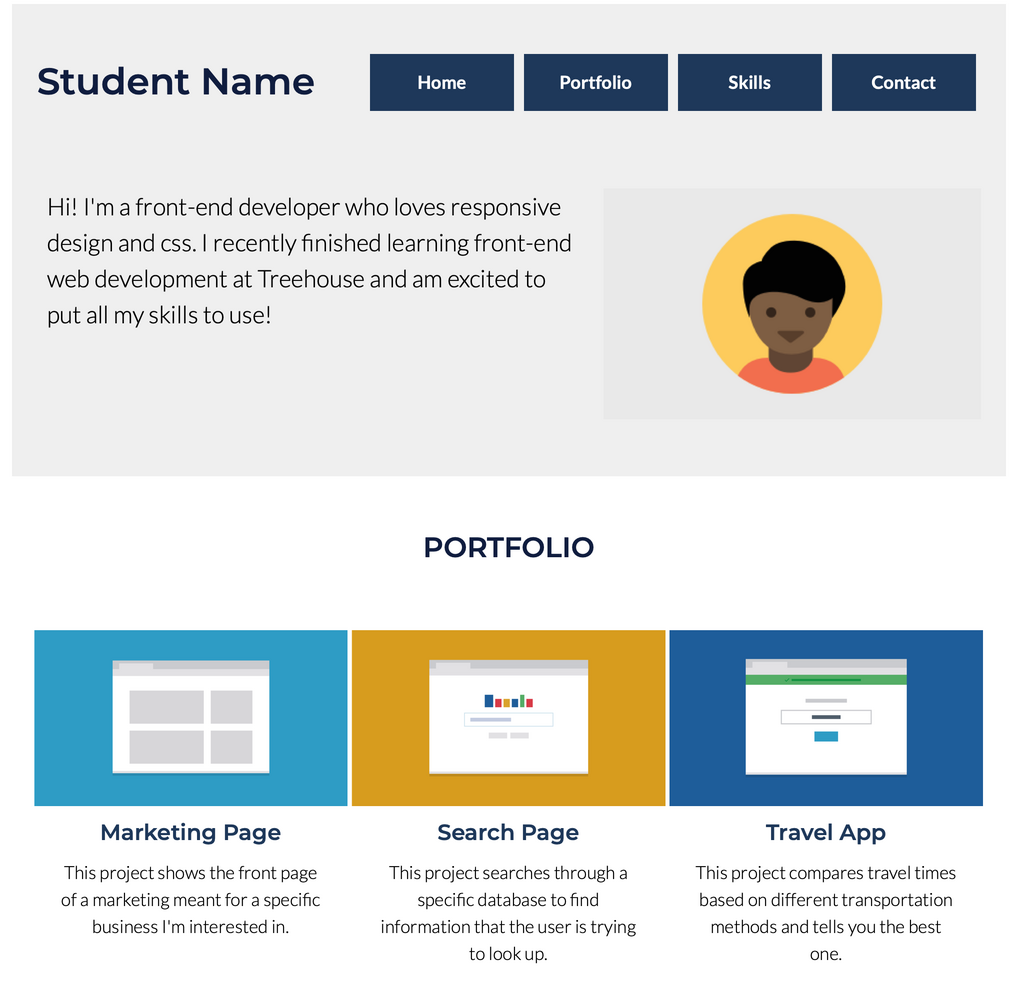 Student Name
Home
Portfolio
Skills
Contact
Hi! I'm a front-end developer who loves responsive
design and css. I recently finished learning front-end
web development at Treehouse and am excited to
put all my skills to use!
PORTFOLIO
Marketing Page
This project shows the front page
of a marketing meant for a specific
business I'm interested in.
Search Page
This project searches through a
specific database to find
information that the user is trying
to look up.
Travel App
This project compares travel times
based on different transportation
methods and tells you the best
one.